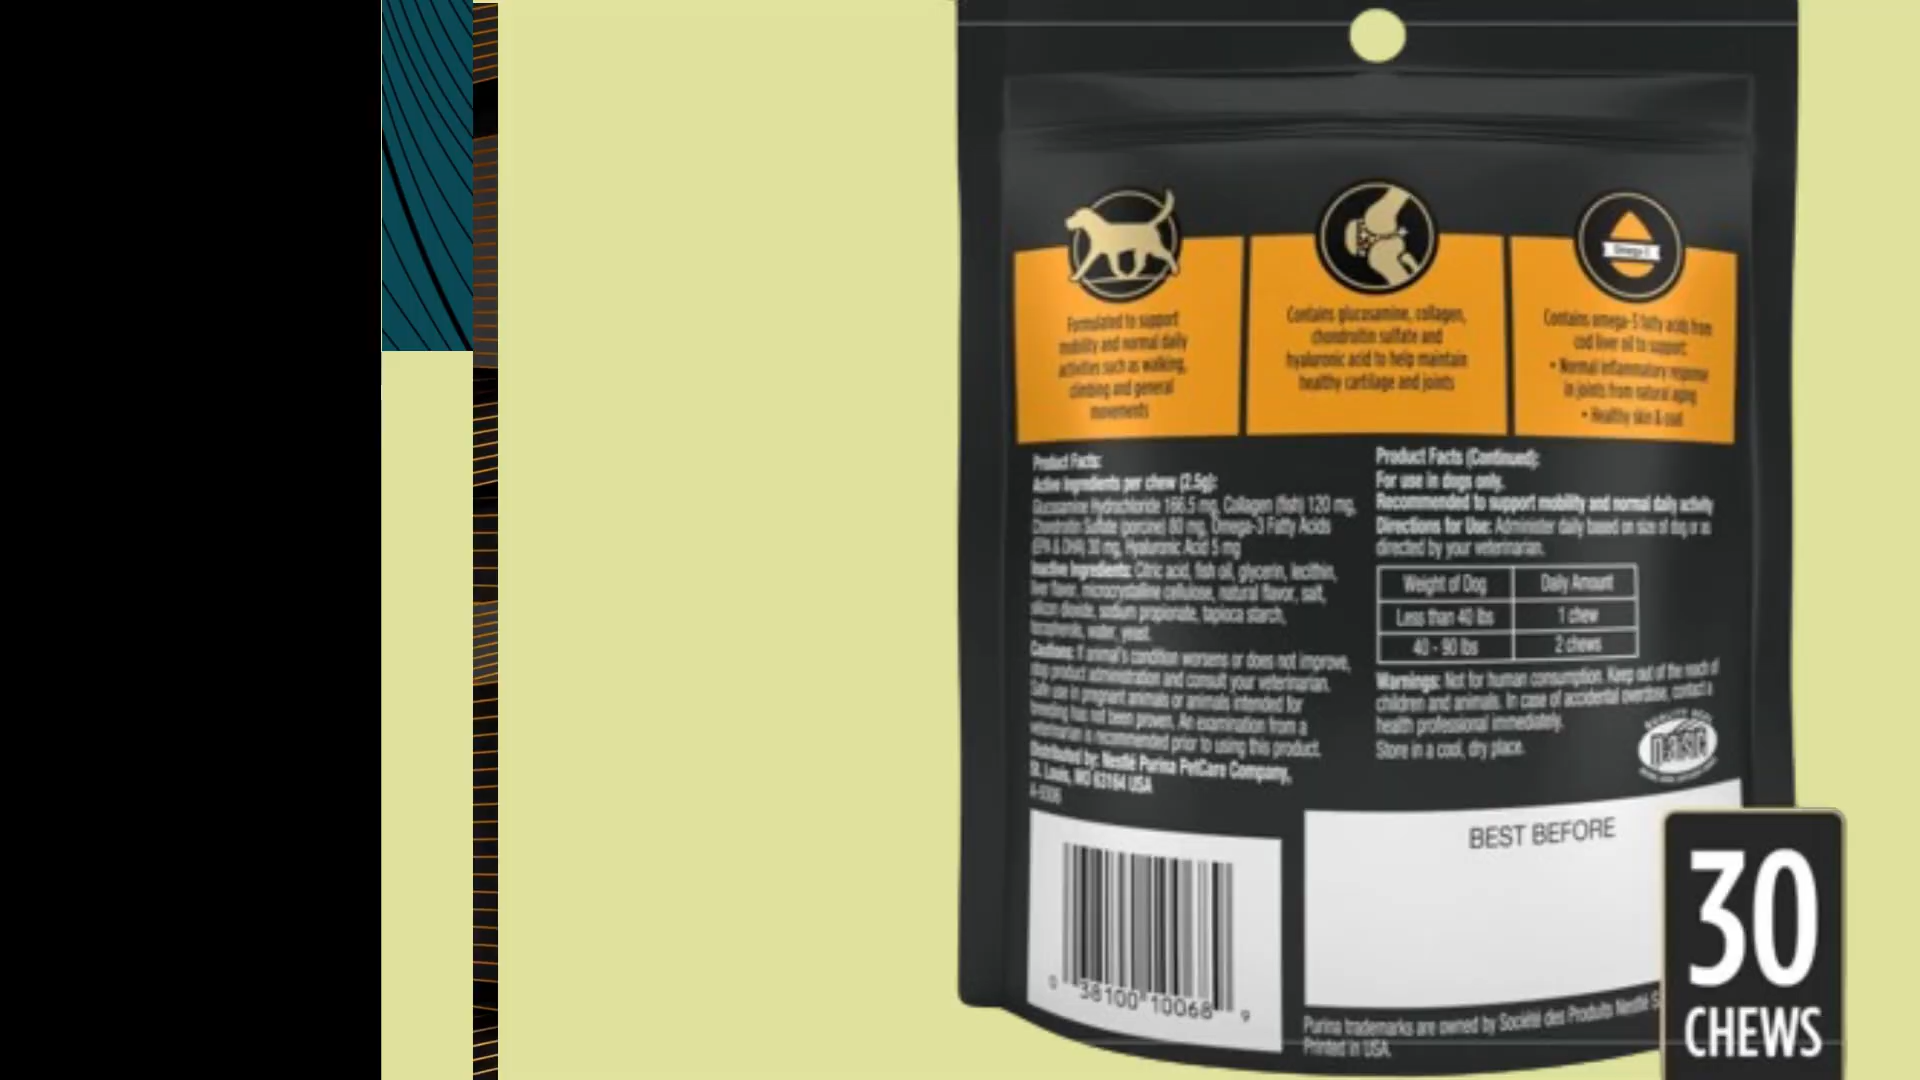 Omega-3
Formulated to support
mobility and normal daily
activities such as walking,
climbing and general
movements
Contains glucosamine, collagen,
chondroitin sulfate and
hyaluronic acid to help maintain
healthy cartilage and joints
Contains omega-3 fatty acids from
cod liver oil to support:
• Normal inflammatory response
in joints from natural aging
• Healthy skin & coat
Product Facts:
Active ingredients per chew (2.5g):
Glucosamine Hydrochloride 166.5 mg, Collagen (fish) 120 mg,
Chondroitin Sulfate (porcine) 80 mg, Omega-3 Fatty Acids
(EPA & DHA) 30 mg, Hyaluronic Acid 5 mg
Inactive Ingredients: Citric acid, fish oil, glycerin, lecithin,
liver flavor, microcrystalline cellulose, natural flavor, salt,
silicon dioxide, sodium propionate, tapioca starch,
tocopherols, water, yeast
Cautions: If animal's condition worsens or does not improve,
stop product administration and consult your veterinarian.
Safe use in pregnant animals or animals intended for
breeding has not been proven. An examination from a
veterinarian is recommended prior to using this product.
Distributed by: Nestlé Purina PetCare Company,
St. Louis, MO 63164 USA
Product Facts (Continued):
For use in dogs only.
Recommended to support mobility and normal daily activity
Directions for Use: Administer daily based on size of dog or as
directed by your veterinarian.
Weight of Dog Daily Amount
Less than 40 lbs 1 chew
40 - 90 lbs 2 chews
Warnings: Not for human consumption. Keep out of the reach of
children and animals. In case of accidental overdose, contact a
health professional immediately.
Store in a cool, dry place.
nasc
BEST BEFORE
0 38100 10068 9
Purina trademarks are owned by Société des Produits Nestlé S
Printed in USA.
30
CHEWS